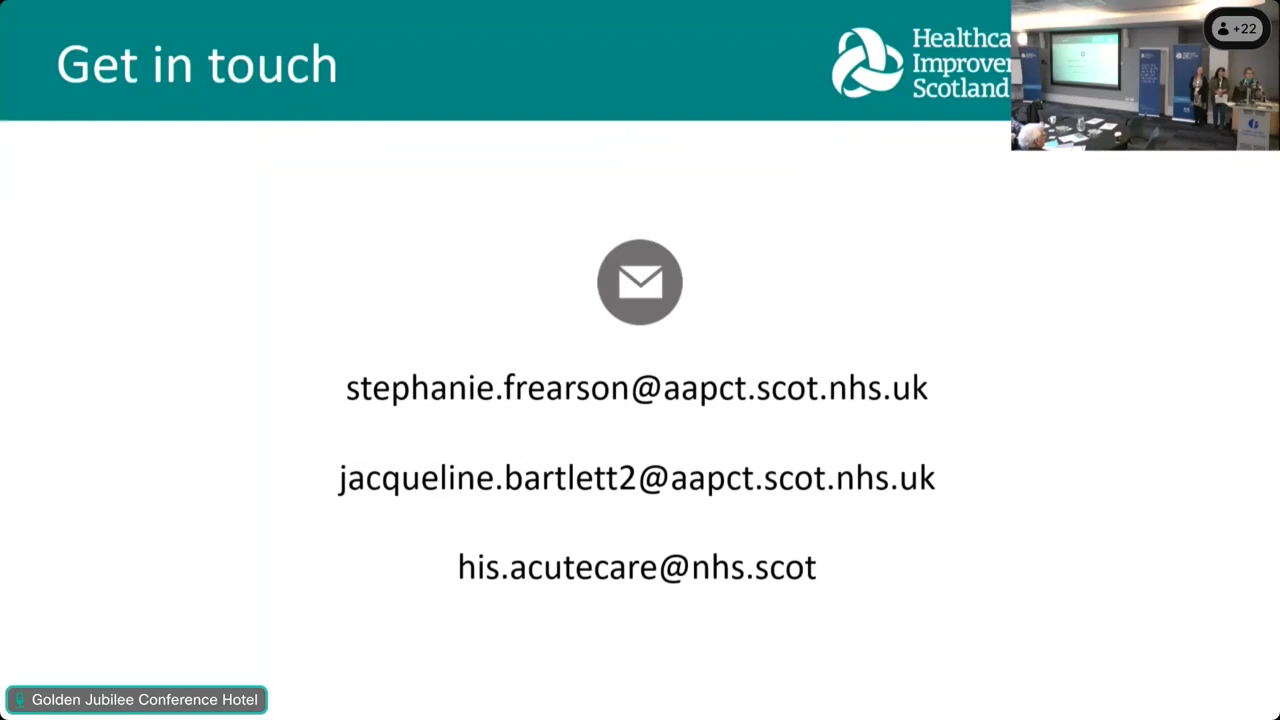 Get in touch
Healthca
Improver
Scotland
+22
stephanie.frearson@aapct.scot.nhs.uk
jacqueline.bartlett2@aapct.scot.nhs.uk
his.acutecare@nhs.scot
Golden Jubilee Conference Hotel